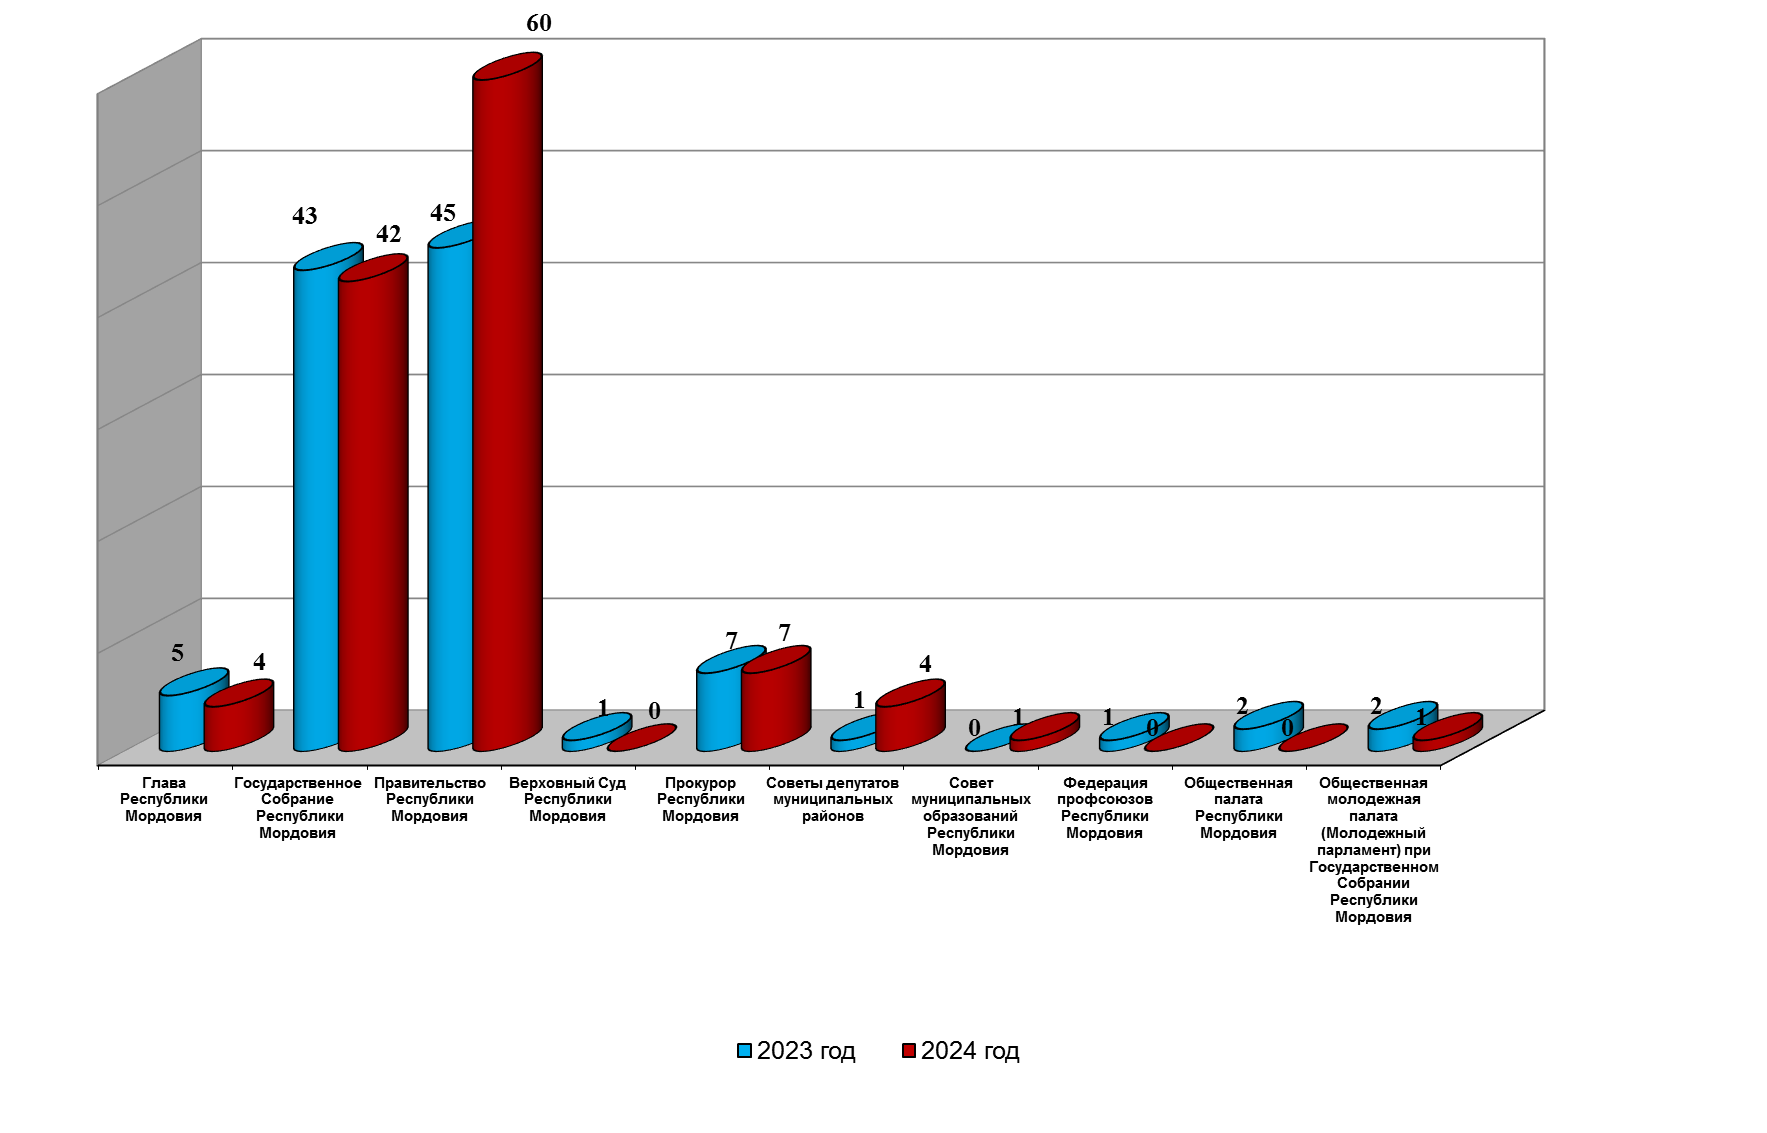 60
43
42
45
5
4
1
0
7
7
1
4
0
1
1
0
2
0
2
1
Глава
Республики
Мордовия
Государственное
Собрание
Республики
Мордовия
Правительство
Республики
Мордовия
Верховный Суд
Республики
Мордовия
Прокурор
Республики
Мордовия
Советы депутатов
муниципальных
районов
Совет
муниципальных
образований
Республики
Мордовия
Федерация
профсоюзов
Республики
Мордовия
Общественная
палата
Республики
Мордовия
Общественная
молодежная
палата
(Молодежный
парламент) при
Государственном
Собрании
Республики
Мордовия
2023 год
2024 год